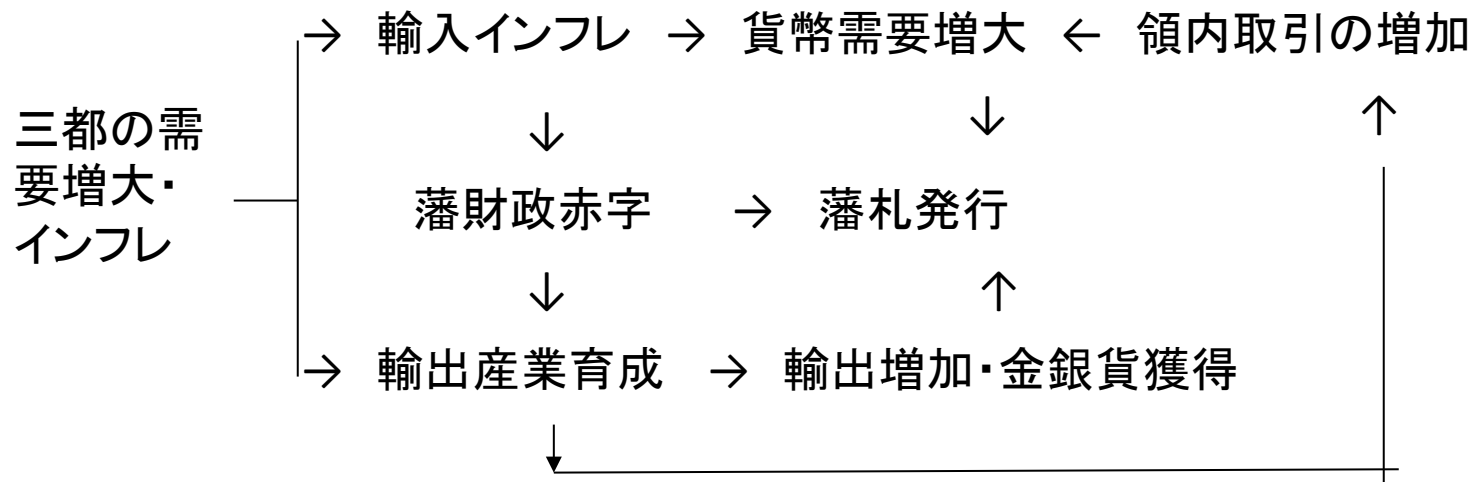 → 輸入インフレ → 貨幣需要増大 ← 領内取引の増加
三都の需
要増大・
インフレ
↓ ↓ ↑
藩財政赤字 → 藩札発行
↓ ↑
→ 輸出産業育成 → 輸出増加・金銀貨獲得